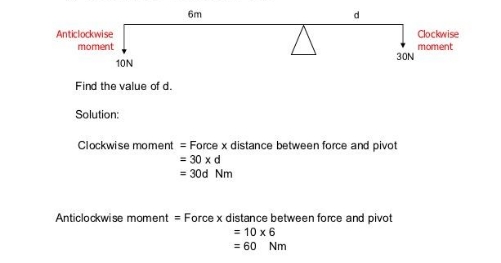 6m d
Anticlockwise Clockwise
moment moment
10N 30N
Find the value of d.
Solution:
Clockwise moment = Force x distance between force and pivot
= 30 x d
= 30d Nm
Anticlockwise moment = Force x distance between force and pivot
= 10 x 6
= 60 Nm